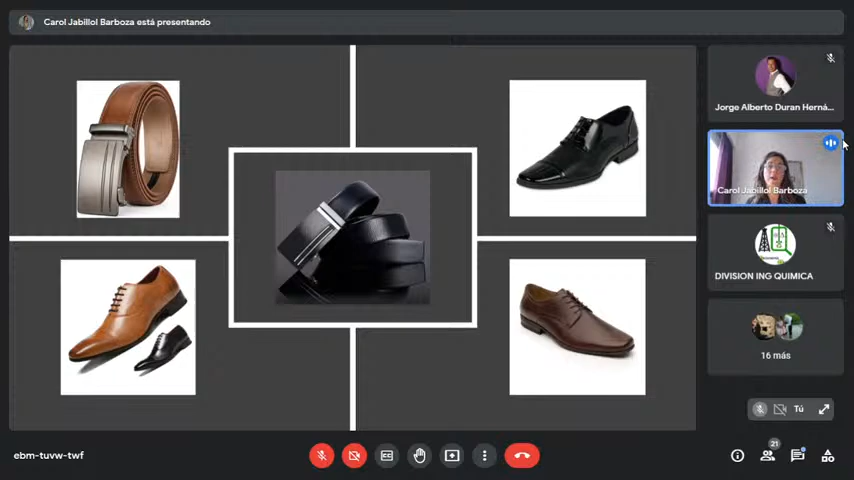 Carol Jabillol Barboza está presentando
Jorge Alberto Duran Herná...
Carol Jabillol Barboza
DIVISION ING QUIMICA
16 más
Tú
ebm-tuvw-twf
21